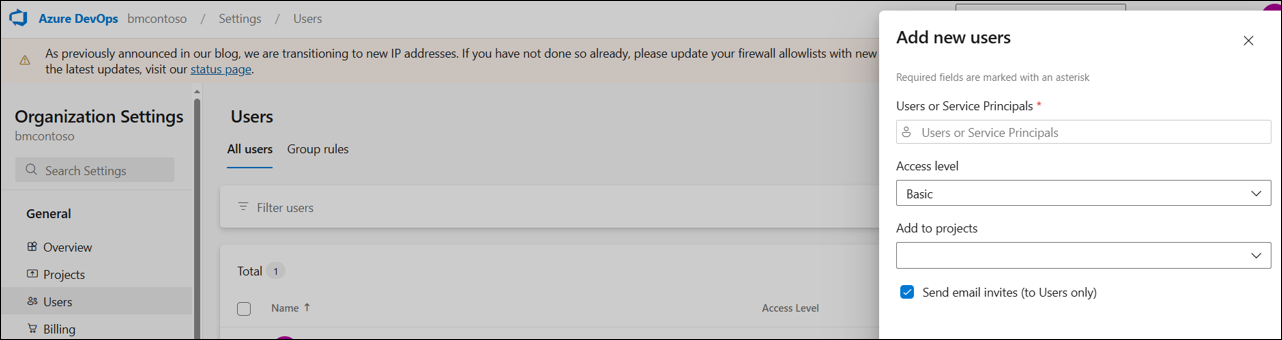 Azure DevOps bmcontoso / Settings / Users
As previously announced in our blog, we are transitioning to new IP addresses. If you have not done so already, please update your firewall allowlists with new
the latest updates, visit our status page.
Organization Settings
bmcontoso
Search Settings
General
Overview
Projects
Users
Billing
Users
All users Group rules
Filter users
Total 1
Name ↑ Access Level
Add new users
Required fields are marked with an asterisk
Users or Service Principals *
Users or Service Principals
Access level
Basic
Add to projects
Send email invites (to Users only)